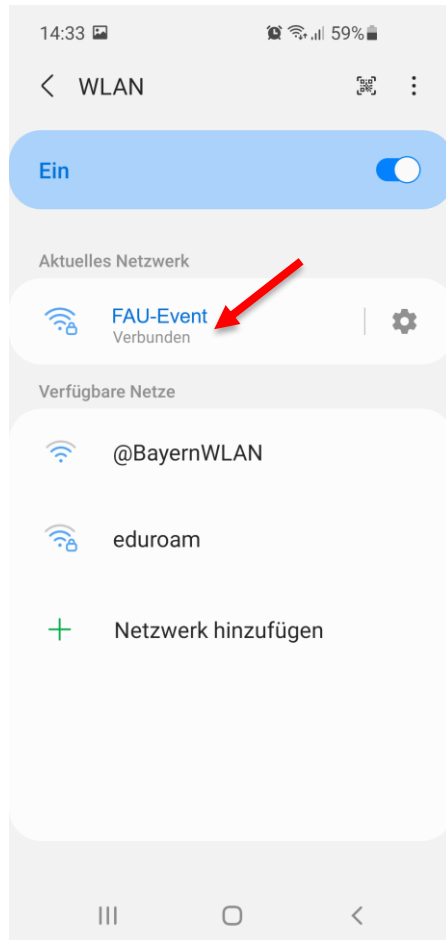 14:33 59%
WLAN
Ein
Aktuelles Netzwerk
FAU-Event
Verbunden
Verfügbare Netze
@BayernWLAN
eduroam
Netzwerk hinzufügen